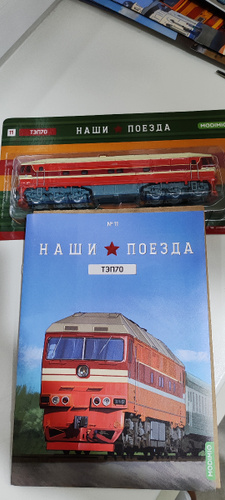 11 ТЭП70 НАШИ ★ ПОЕЗДА MODIMIO
№ 11
НАШИ ★ ПОЕЗДА
ТЭП70
MODIMIO